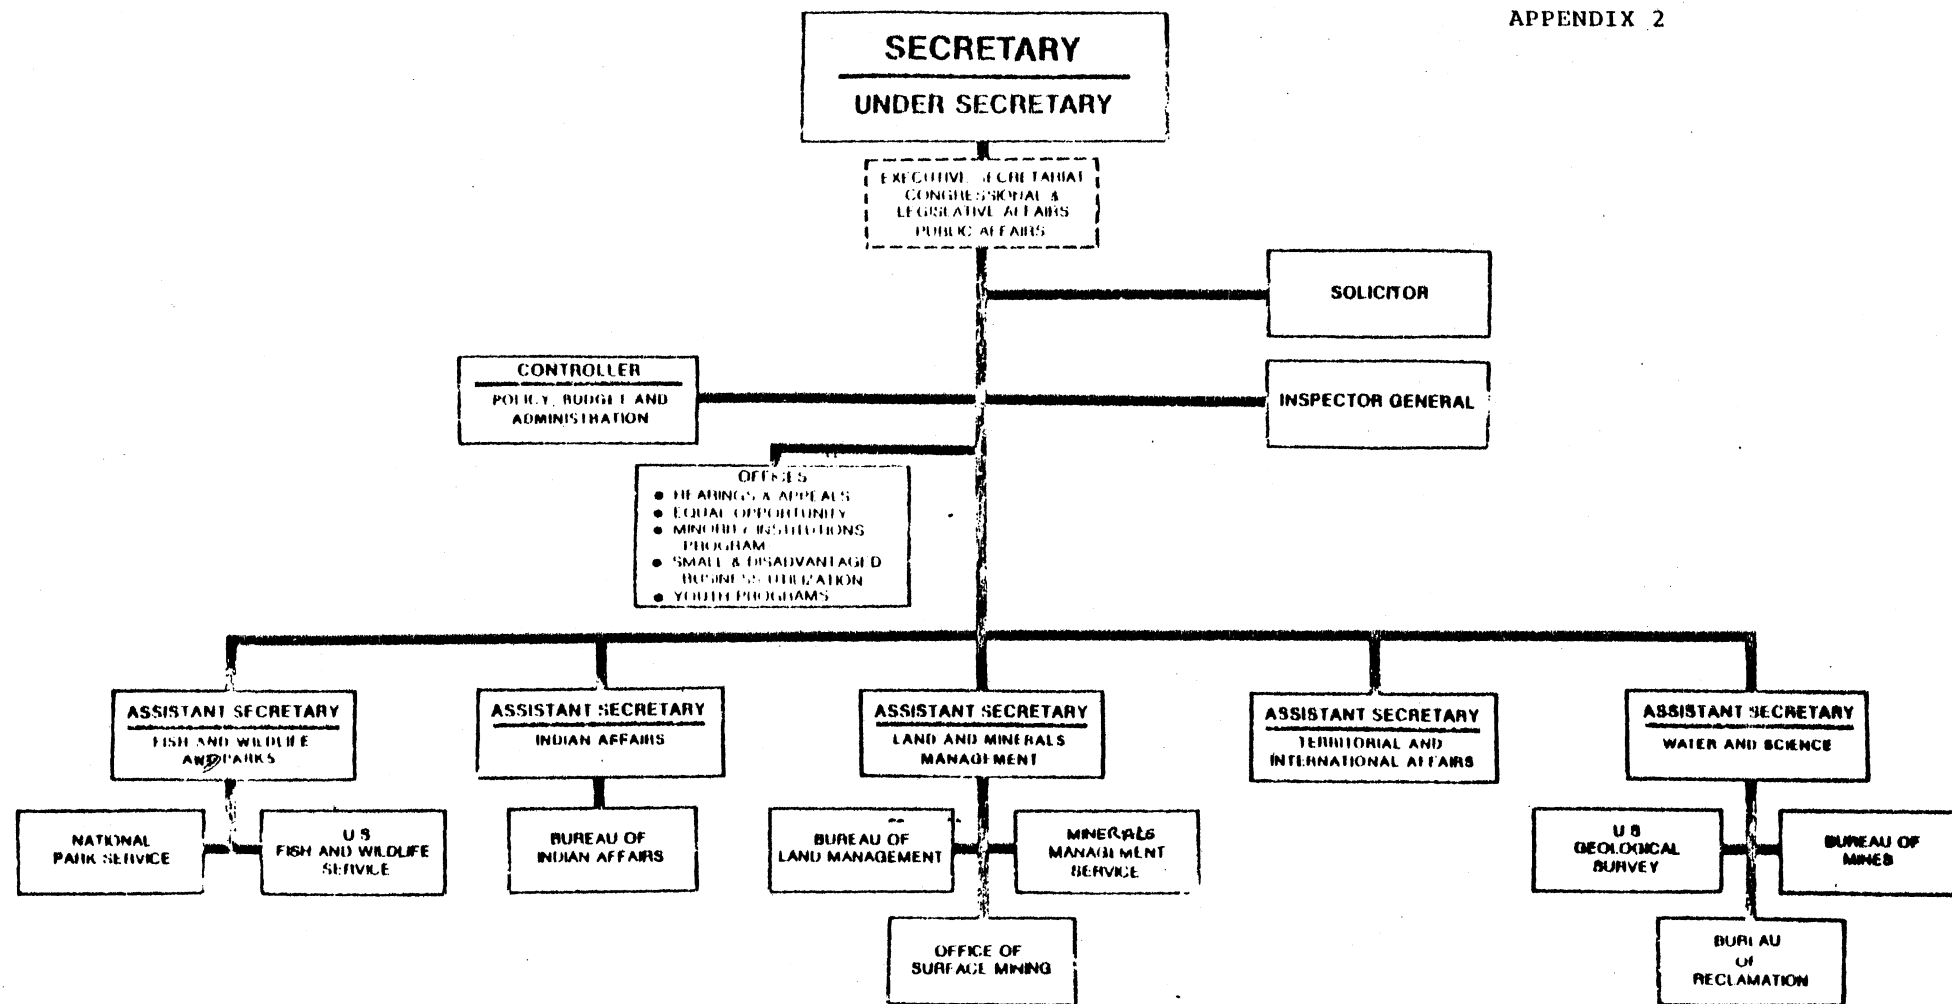 APPENDIX 2
SECRETARY
UNDER SECRETARY
EXECUTIVE SECRETARIAT
CONGRESSIONAL &
LEGISLATIVE AFFAIRS
PUBLIC AFFAIRS
SOLICITOR
CONTROLLER
POLICY, BUDGET AND
ADMINISTRATION
INSPECTOR GENERAL
OFFICES
● HEARINGS & APPEALS
● EQUAL OPPORTUNITY
● MINORITY INSTITUTIONS
PROGRAM
● SMALL & DISADVANTAGED
BUSINESS UTILIZATION
● YOUTH PROGRAMS
ASSISTANT SECRETARY
FISH AND WILDLIFE
AND PARKS
ASSISTANT SECRETARY
INDIAN AFFAIRS
ASSISTANT SECRETARY
LAND AND MINERALS
MANAGEMENT
ASSISTANT SECRETARY
TERRITORIAL AND
INTERNATIONAL AFFAIRS
ASSISTANT SECRETARY
WATER AND SCIENCE
NATIONAL
PARK SERVICE
U S
FISH AND WILDLIFE
SERVICE
BUREAU OF
INDIAN AFFAIRS
BUREAU OF
LAND MANAGEMENT
MINERALS
MANAGEMENT
SERVICE
OFFICE OF
SURFACE MINING
U S
GEOLOGICAL
SURVEY
BUREAU OF
MINES
BUREAU
OF
RECLAMATION